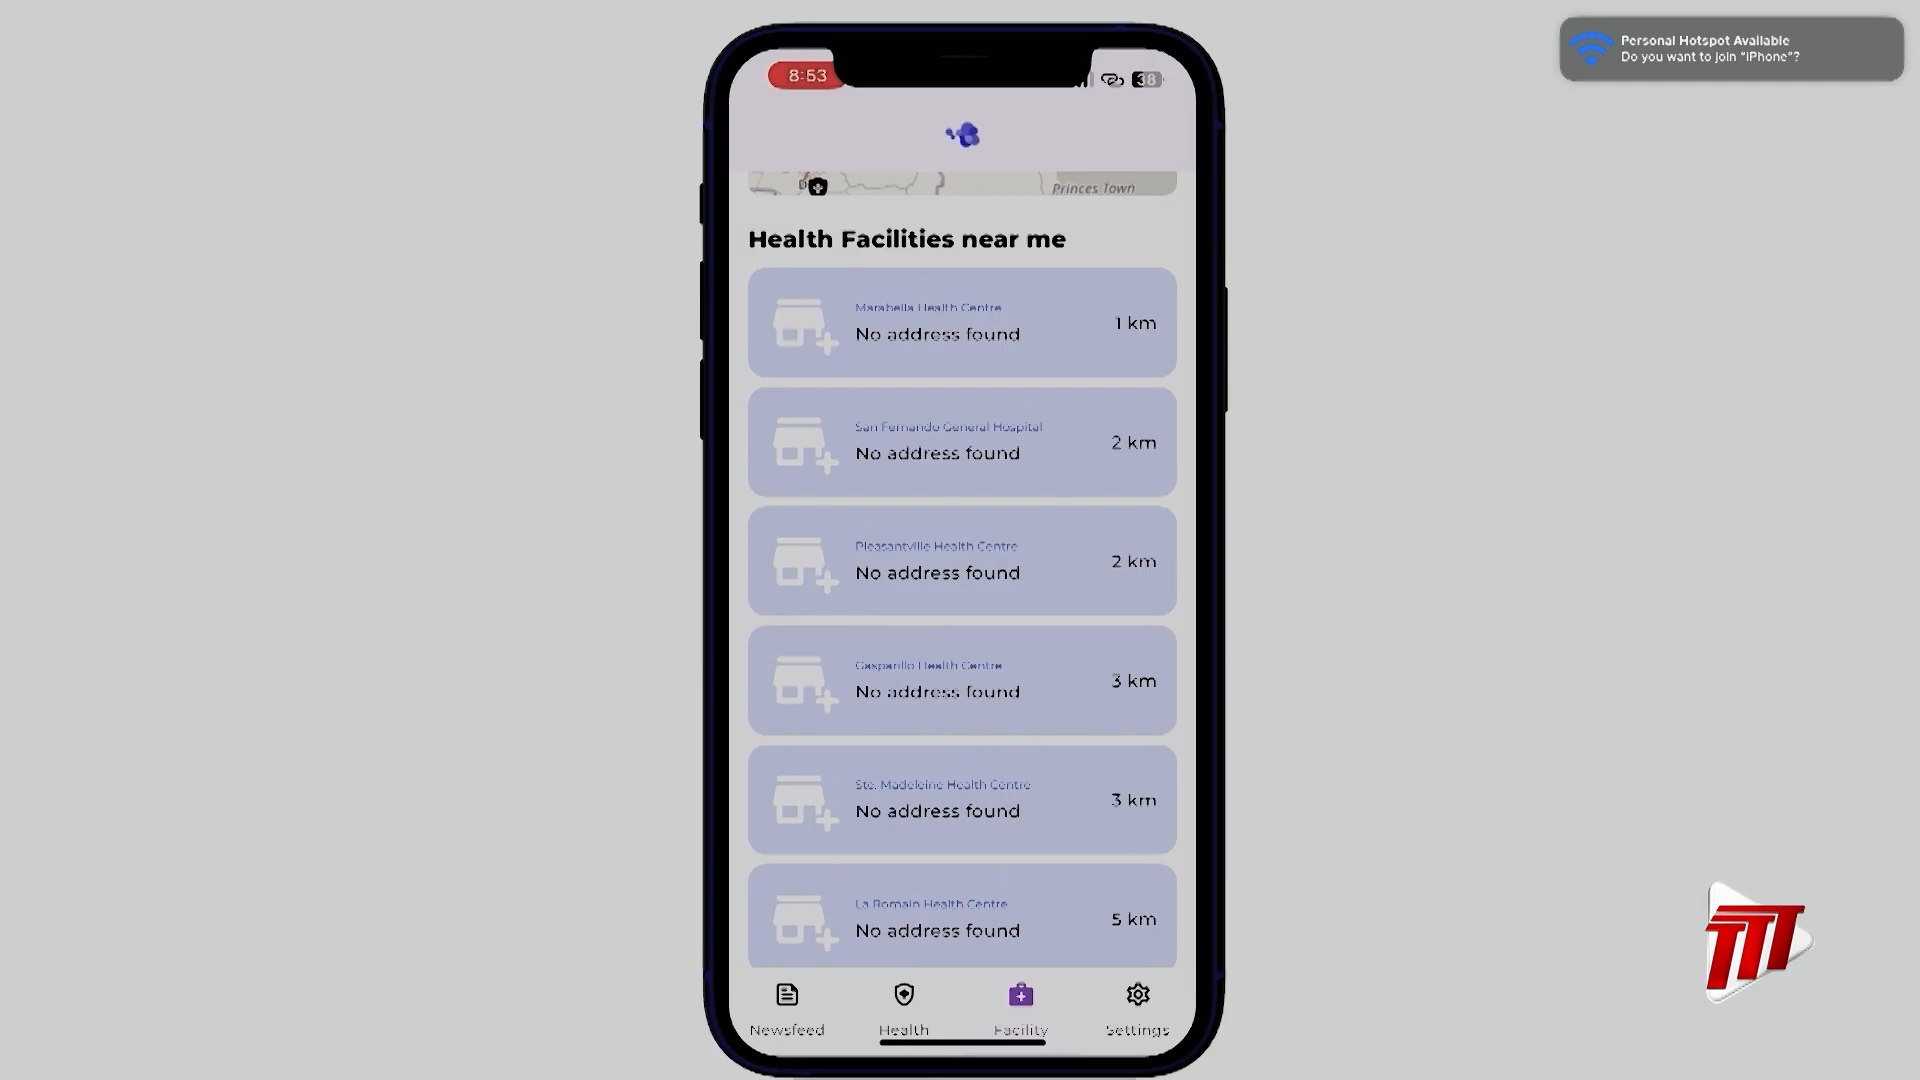 Personal Hotspot Available
Do you want to join "iPhone"?
8:53
38
Princes Town
Health Facilities near me
Marabella Health Centre
No address found
1 km
San Fernando General Hospital
No address found
2 km
Pleasantville Health Centre
No address found
2 km
Gasparillo Health Centre
No address found
3 km
Ste. Madeleine Health Centre
No address found
3 km
La Romain Health Centre
No address found
5 km
Newsfeed
Health
Facility
Settings
TTT